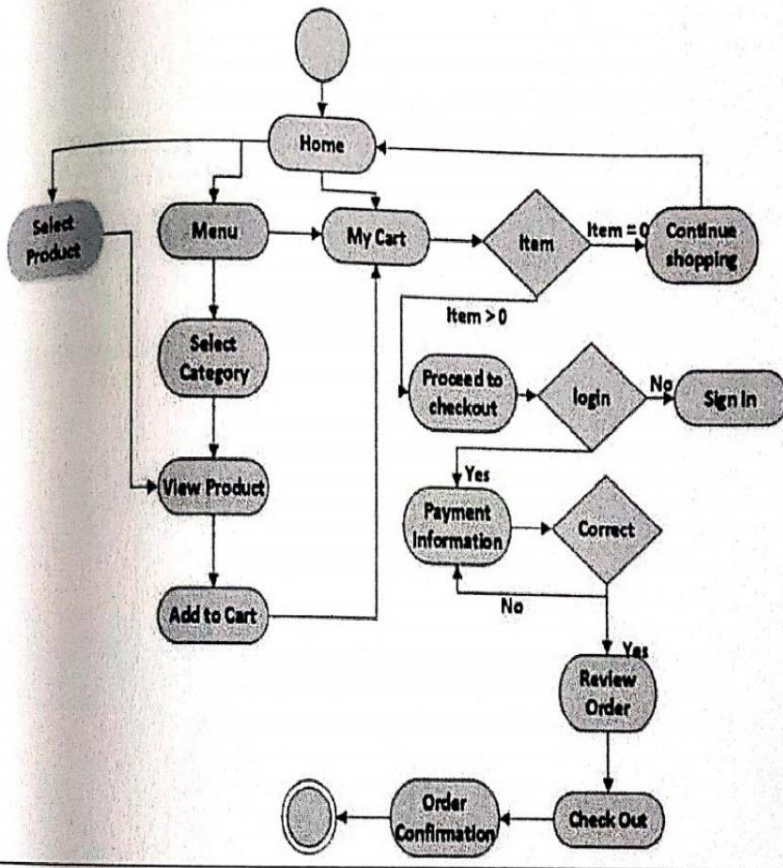 Home
Select
Product
Menu
My Cart
Item
Item = 0
Continue
shopping
Item > 0
Select
Category
Proceed to
checkout
login
No
Sign In
Yes
View Product
Payment
Information
Correct
No
Add to Cart
Yes
Review
Order
Order
Confirmation
Check Out